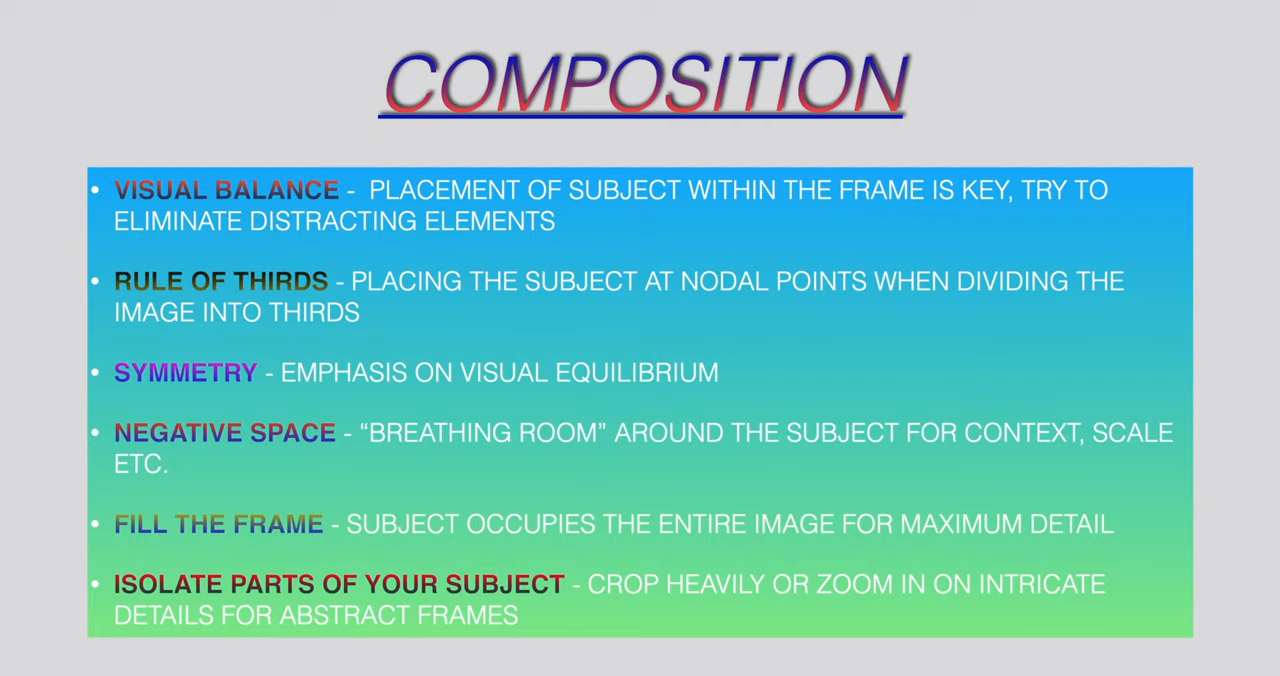 COMPOSITION
• VISUAL BALANCE - PLACEMENT OF SUBJECT WITHIN THE FRAME IS KEY, TRY TO
ELIMINATE DISTRACTING ELEMENTS
• RULE OF THIRDS - PLACING THE SUBJECT AT NODAL POINTS WHEN DIVIDING THE
IMAGE INTO THIRDS
• SYMMETRY - EMPHASIS ON VISUAL EQUILIBRIUM
• NEGATIVE SPACE - “BREATHING ROOM” AROUND THE SUBJECT FOR CONTEXT, SCALE
ETC.
• FILL THE FRAME - SUBJECT OCCUPIES THE ENTIRE IMAGE FOR MAXIMUM DETAIL
• ISOLATE PARTS OF YOUR SUBJECT - CROP HEAVILY OR ZOOM IN ON INTRICATE
DETAILS FOR ABSTRACT FRAMES